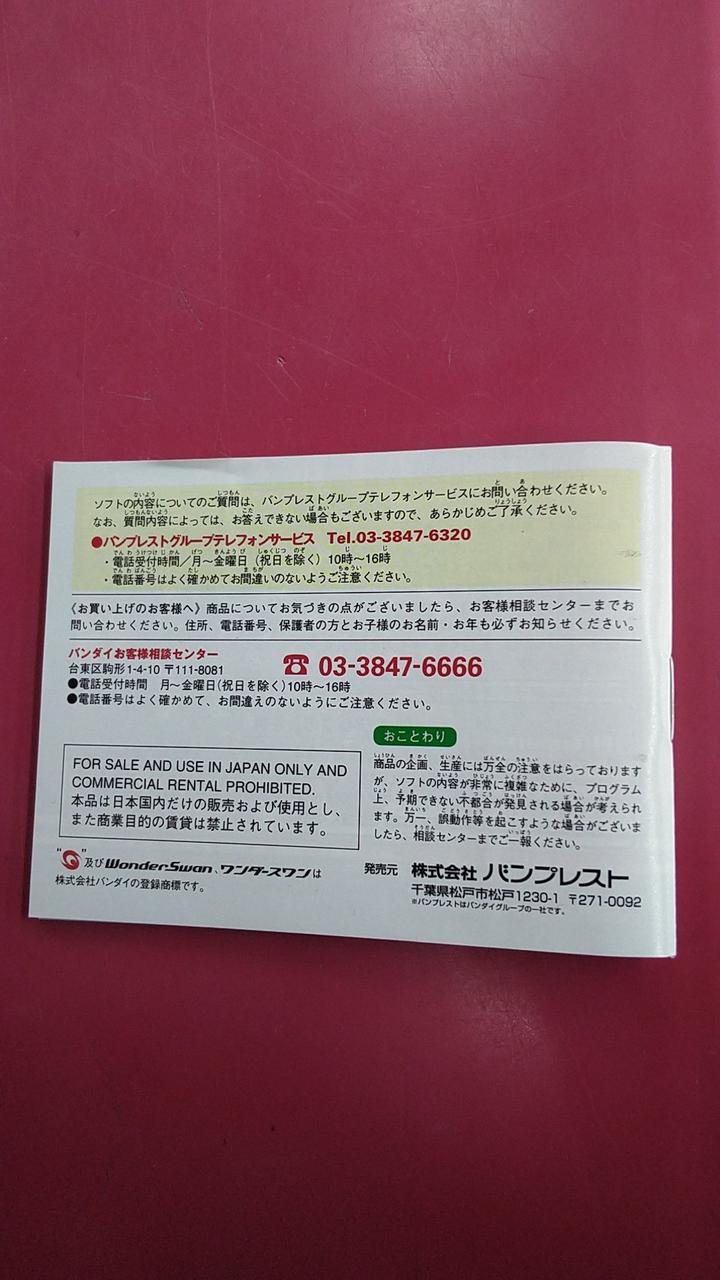 ソフトの内容についてのご質問は、バンプレストグループテレフォンサービスにお問い合わせください。
なお、質問内容によっては、お答えできない場合もございますので、あらかじめご了承ください。
●バンプレストグループテレフォンサービス Tel.03-3847-6320
・電話受付時間／月〜金曜日（祝日を除く）10時〜16時
・電話番号はよく確かめてお間違いのないようご注意ください。
《お買い上げのお客様へ》商品についてお気づきの点がございましたら、お客様相談センターまでお
問い合わせください。住所、電話番号、保護者の方とお子様のお名前・お年も必ずお知らせください。
バンダイお客様相談センター
台東区駒形1-4-10 〒111-8081
☎ 03-3847-6666
●電話受付時間 月〜金曜日(祝日を除く)10時〜16時
●電話番号はよく確かめて、お間違えのないようにご注意ください。
FOR SALE AND USE IN JAPAN ONLY AND
COMMERCIAL RENTAL PROHIBITED.
本品は日本国内だけの販売および使用とし、
また商業目的の賃貸は禁止されています。
おことわり
商品の企画、生産には万全の注意をはらっております
が、ソフトの内容が非常に複雑なために、プログラム
上、予期できない不都合が発見される場合が考えられ
ます。万一、誤動作等を起こすような場合がございま
したら、相談センターまでご一報ください。
" "及びWonderSwan、ワンダースワンは
株式会社バンダイの登録商標です。
発売元 株式会社 バンプレスト
千葉県松戸市松戸1230-1 〒271-0092
※バンプレストはバンダイグループの一社です。